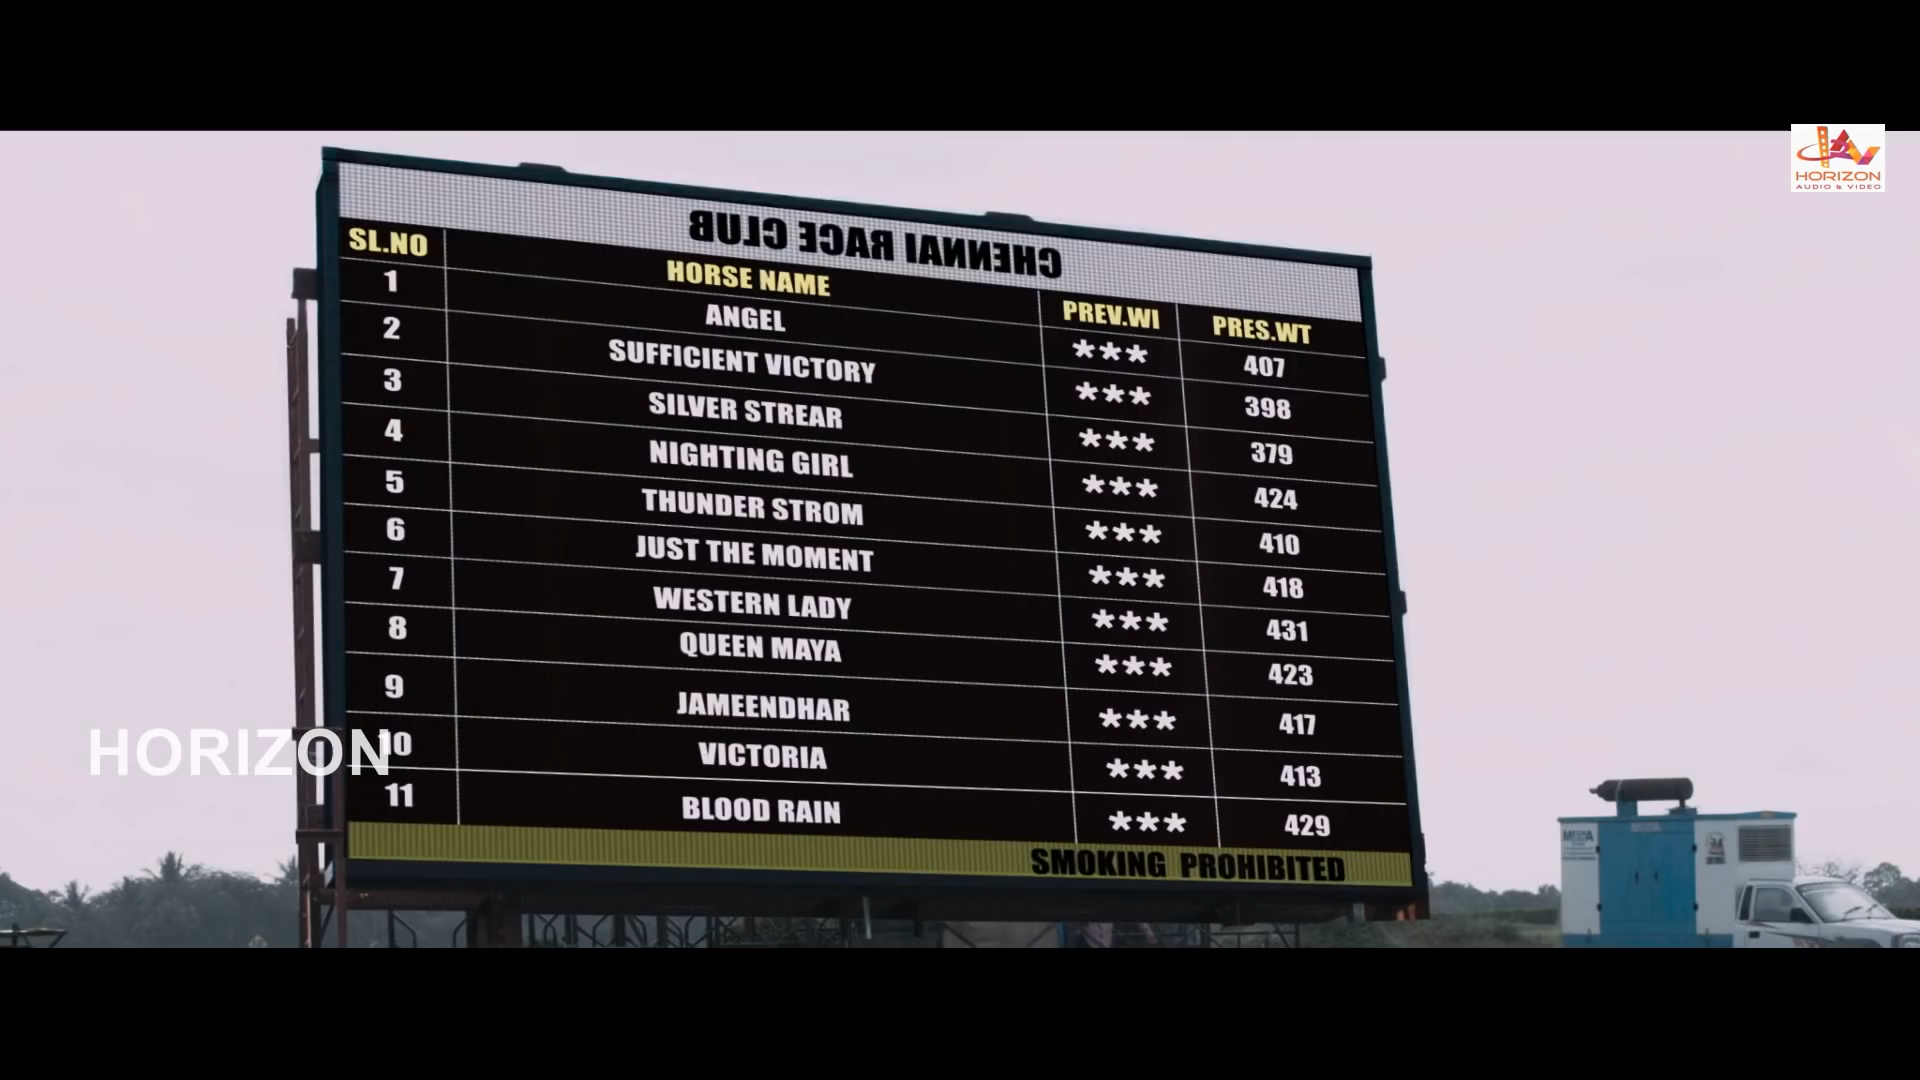 CHENNAI RACE CLUB
SL.NO HORSE NAME PREV.WI PRES.WT
1 ANGEL *** 407
2 SUFFICIENT VICTORY *** 398
3 SILVER STREAR *** 379
4 NIGHTING GIRL *** 424
5 THUNDER STROM *** 410
6 JUST THE MOMENT *** 418
7 WESTERN LADY *** 431
8 QUEEN MAYA *** 423
9 JAMEENDHAR *** 417
10 VICTORIA *** 413
11 BLOOD RAIN *** 429
SMOKING PROHIBITED
HORIZON
HORIZON
AUDIO & VIDEO
MEDIA